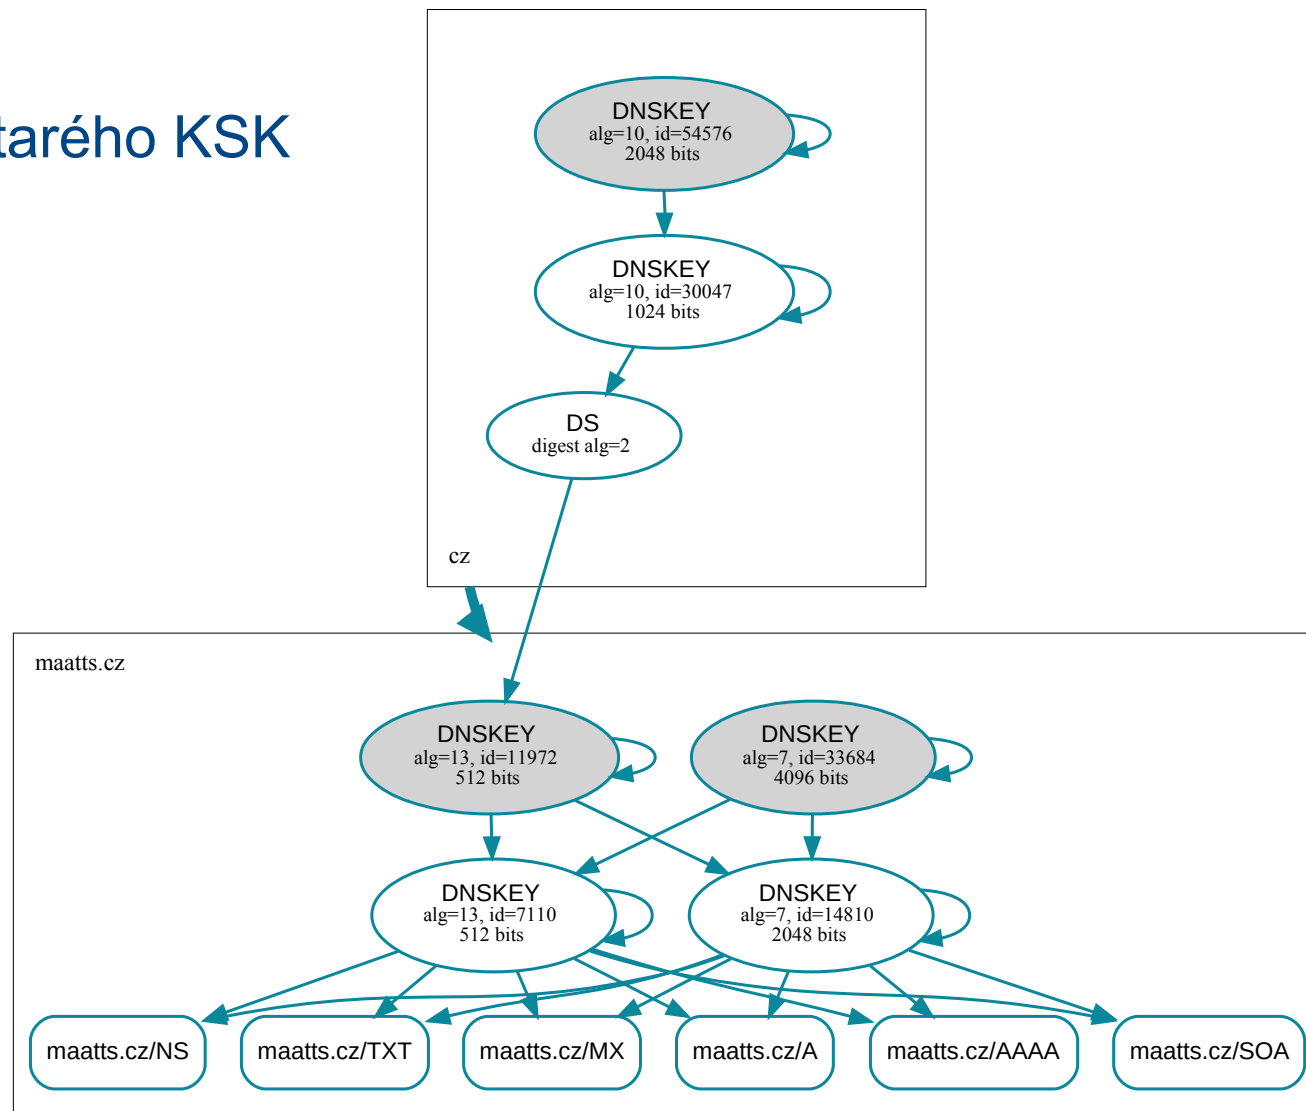 tarého KSK
DNSKEY
alg=10, id=54576
2048 bits
DNSKEY
alg=10, id=30047
1024 bits
DS
digest alg=2
cz
maatts.cz
DNSKEY
alg=13, id=11972
512 bits
DNSKEY
alg=7, id=33684
4096 bits
DNSKEY
alg=13, id=7110
512 bits
DNSKEY
alg=7, id=14810
2048 bits
maatts.cz/NS
maatts.cz/TXT
maatts.cz/MX
maatts.cz/A
maatts.cz/AAAA
maatts.cz/SOA